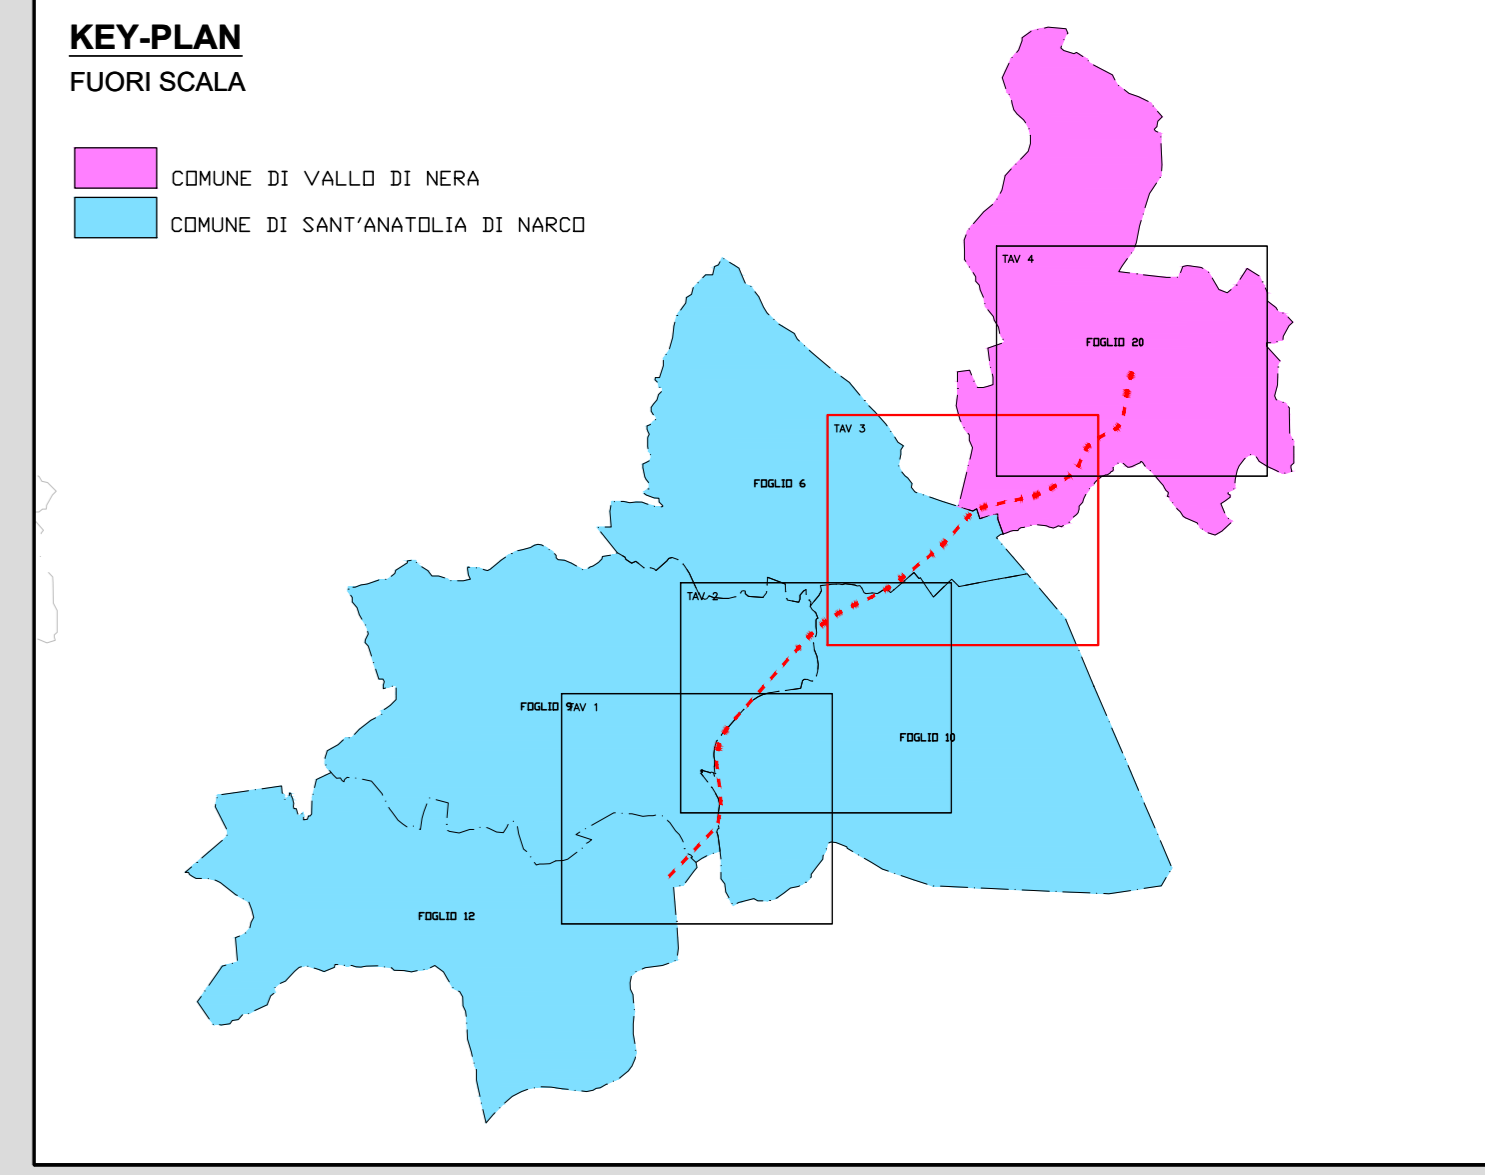 KEY-PLAN
FUORI SCALA
COMUNE DI VALLO DI NERA
COMUNE DI SANT'ANATOLIA DI NARCO
TAV 4
FOGLIO 20
TAV 3
FOGLIO 6
TAV 2
FOGLIO 9
TAV 1
FOGLIO 10
FOGLIO 12